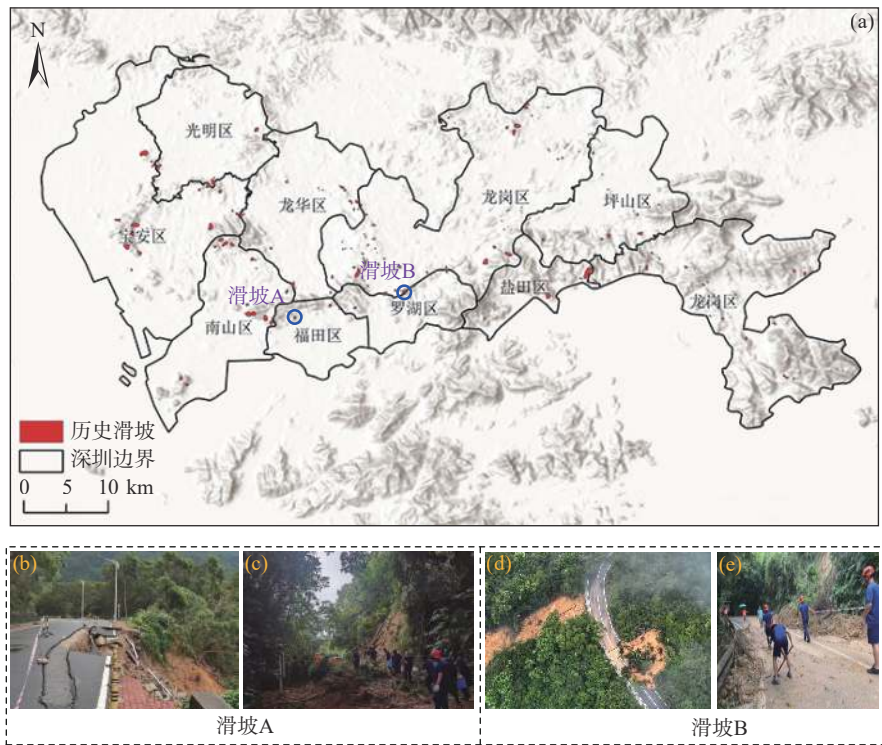 (a)
N
光明区
龙华区
龙岗区
坪山区
宝安区
滑坡B
滑坡A
盐田区
龙岗区
罗湖区
南山区
福田区
历史滑坡
深圳边界
0 5 10 km
(b)
(c)
(d)
(e)
滑坡A
滑坡B